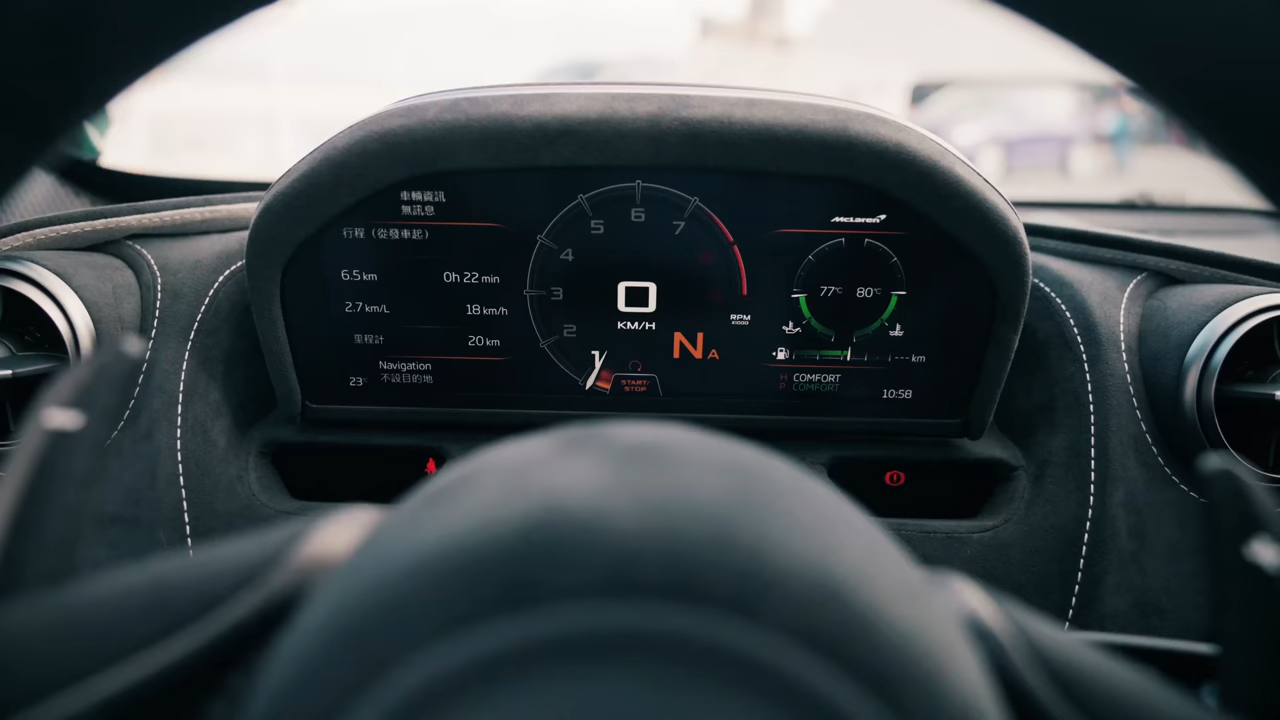 車輛資訊
無訊息
行程（從發車起）
6.5 km 0h 22 min
2.7 km/L 18 km/h
里程計 20 km
Navigation
不設目的地
23°C
1 2 3 4 5 6 7
0
KM/H
RPM
x1000
N A
START/
STOP
McLaren
77°C 80°C
--- km
H COMFORT
P COMFORT
10:58